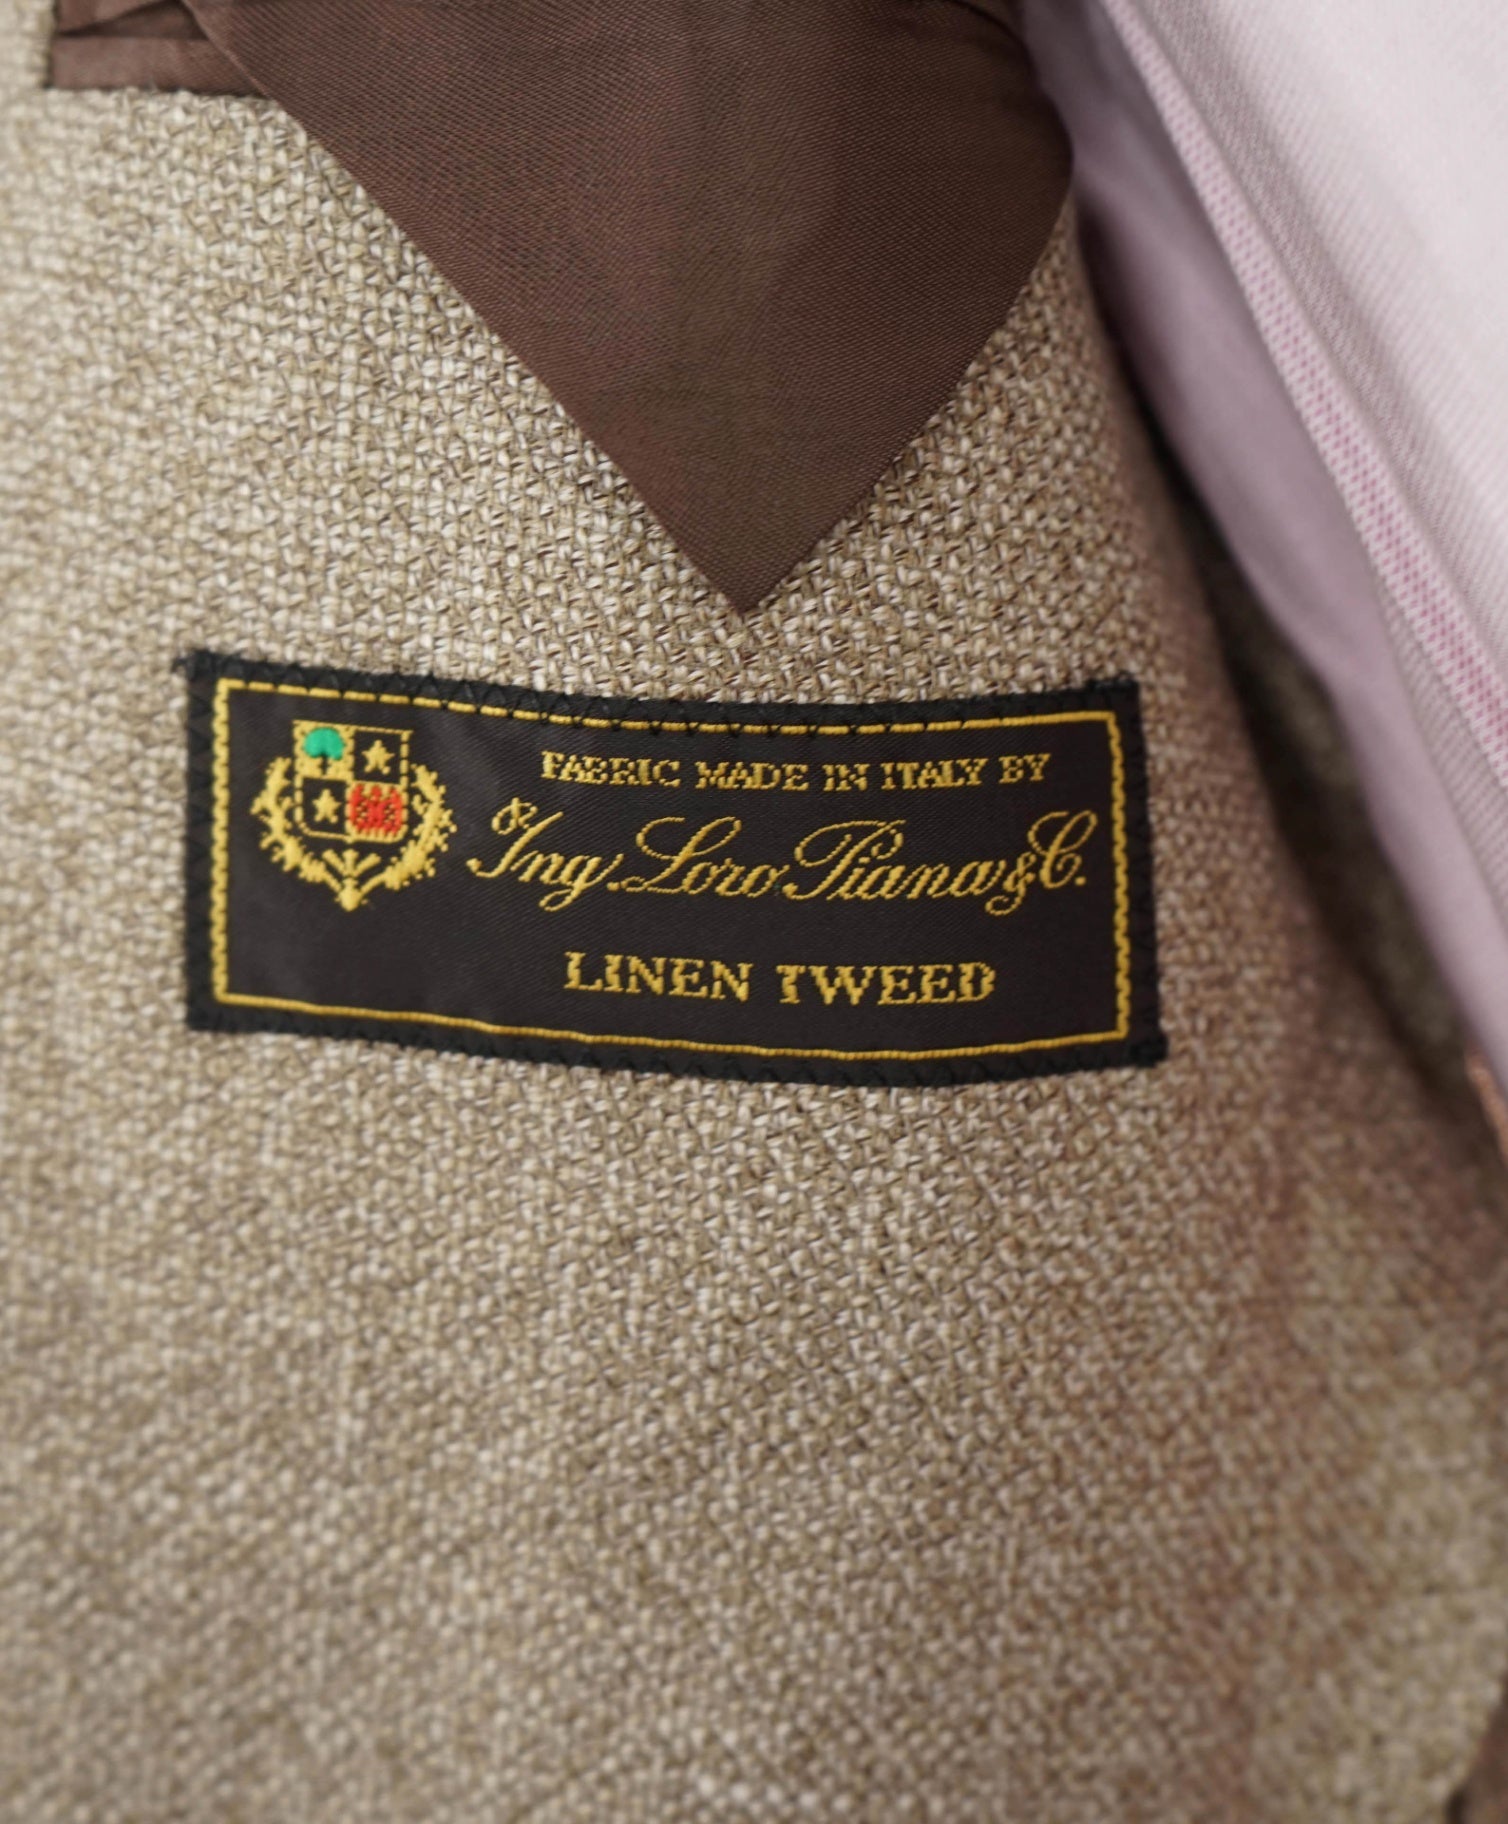 FABRIC MADE IN ITALY BY
Ing. Loro Piana & C.
LINEN TWEED